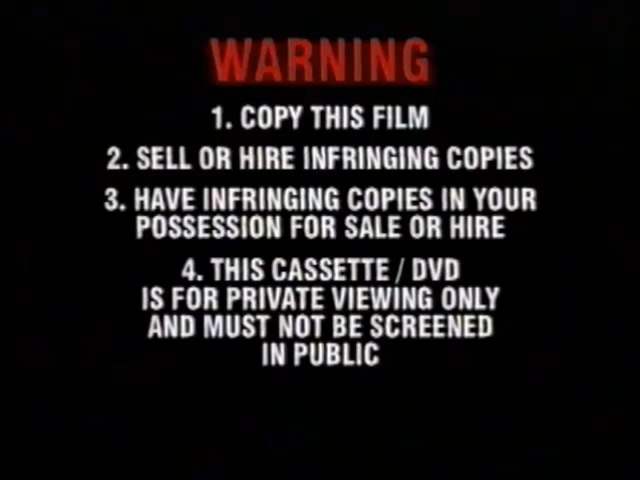 WARNING
1. COPY THIS FILM
2. SELL OR HIRE INFRINGING COPIES
3. HAVE INFRINGING COPIES IN YOUR
POSSESSION FOR SALE OR HIRE
4. THIS CASSETTE / DVD
IS FOR PRIVATE VIEWING ONLY
AND MUST NOT BE SCREENED
IN PUBLIC